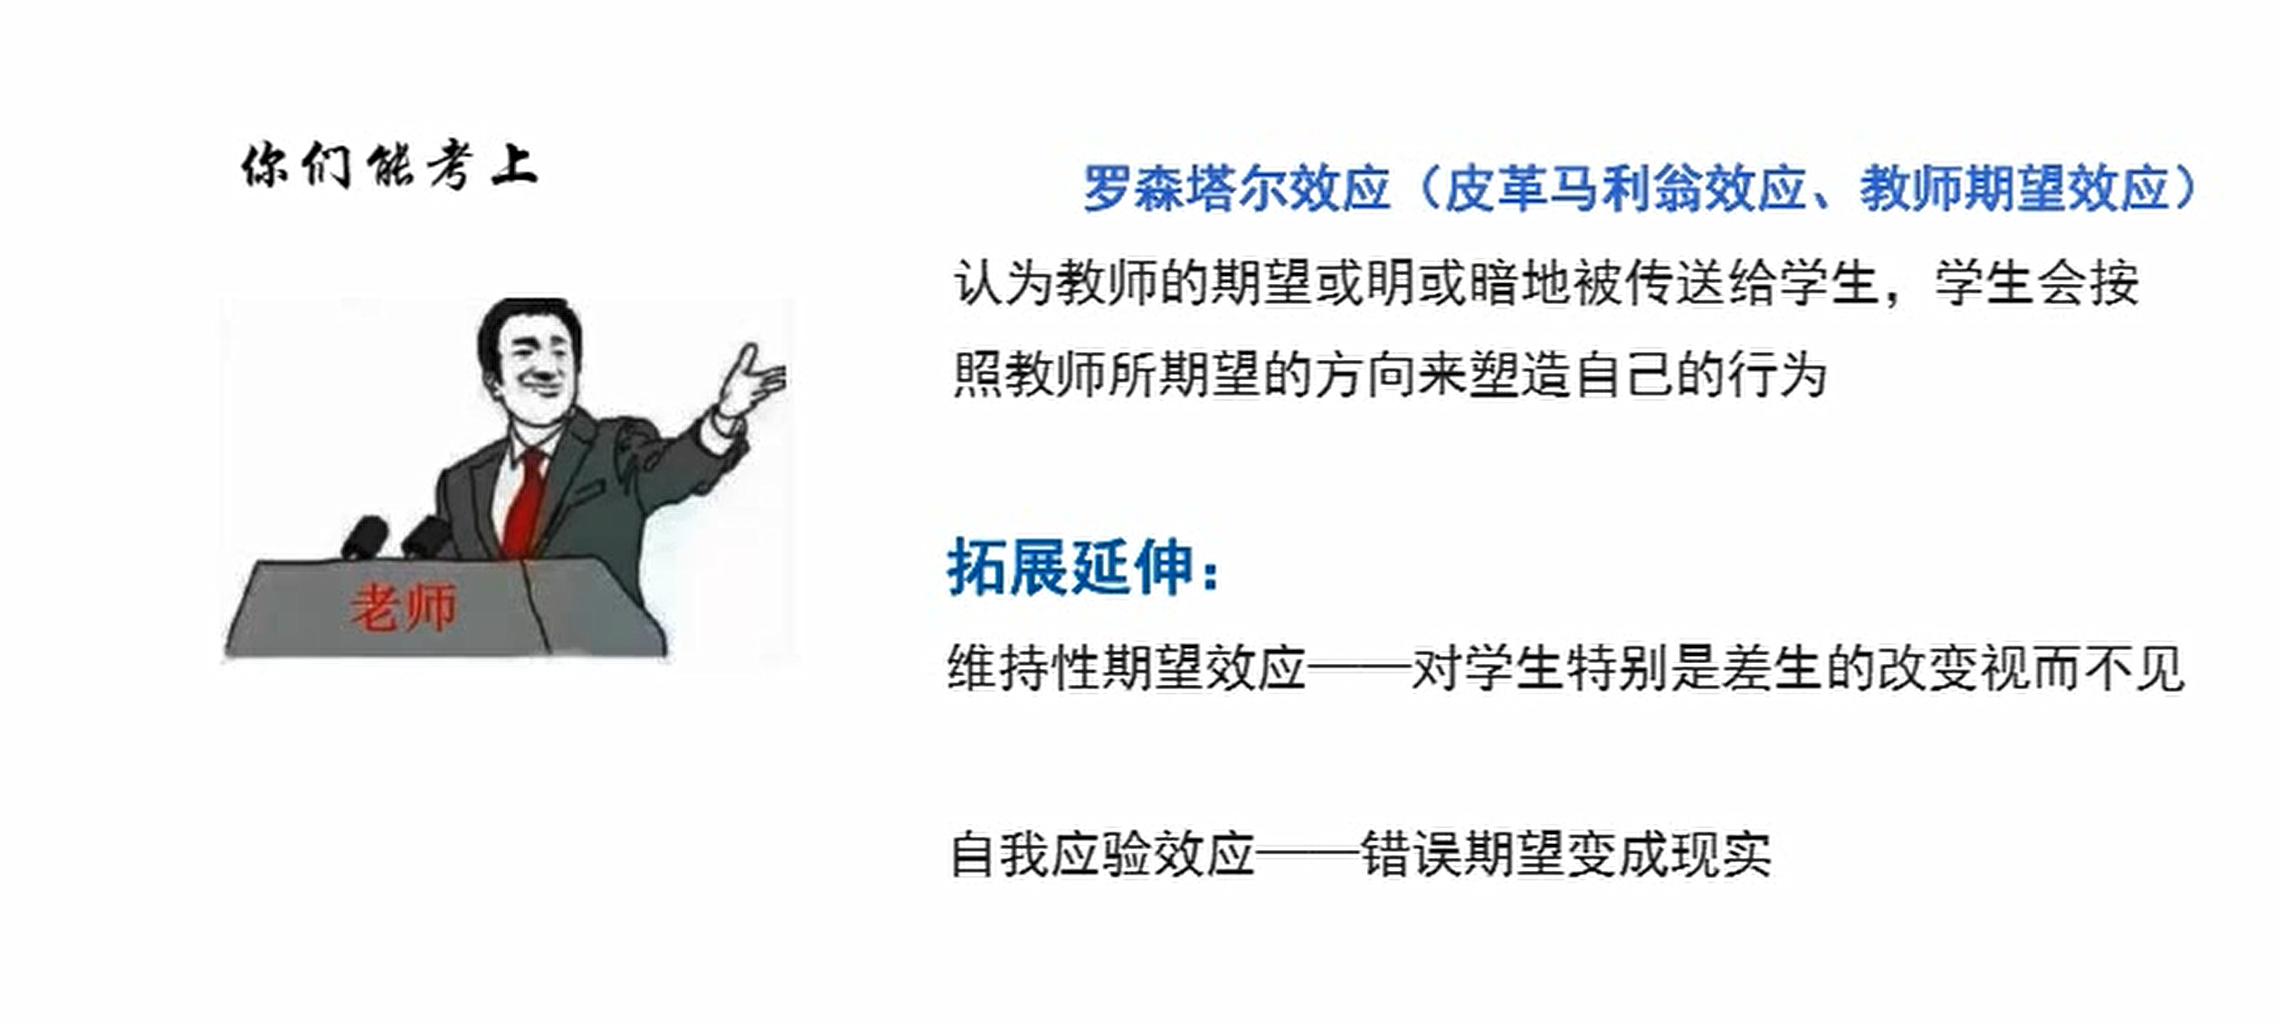 你们能考上
老师
罗森塔尔效应（皮革马利翁效应、教师期望效应）
认为教师的期望或明或暗地被传送给学生，学生会按
照教师所期望的方向来塑造自己的行为
拓展延伸：
维持性期望效应——对学生特别是差生的改变视而不见
自我应验效应——错误期望变成现实